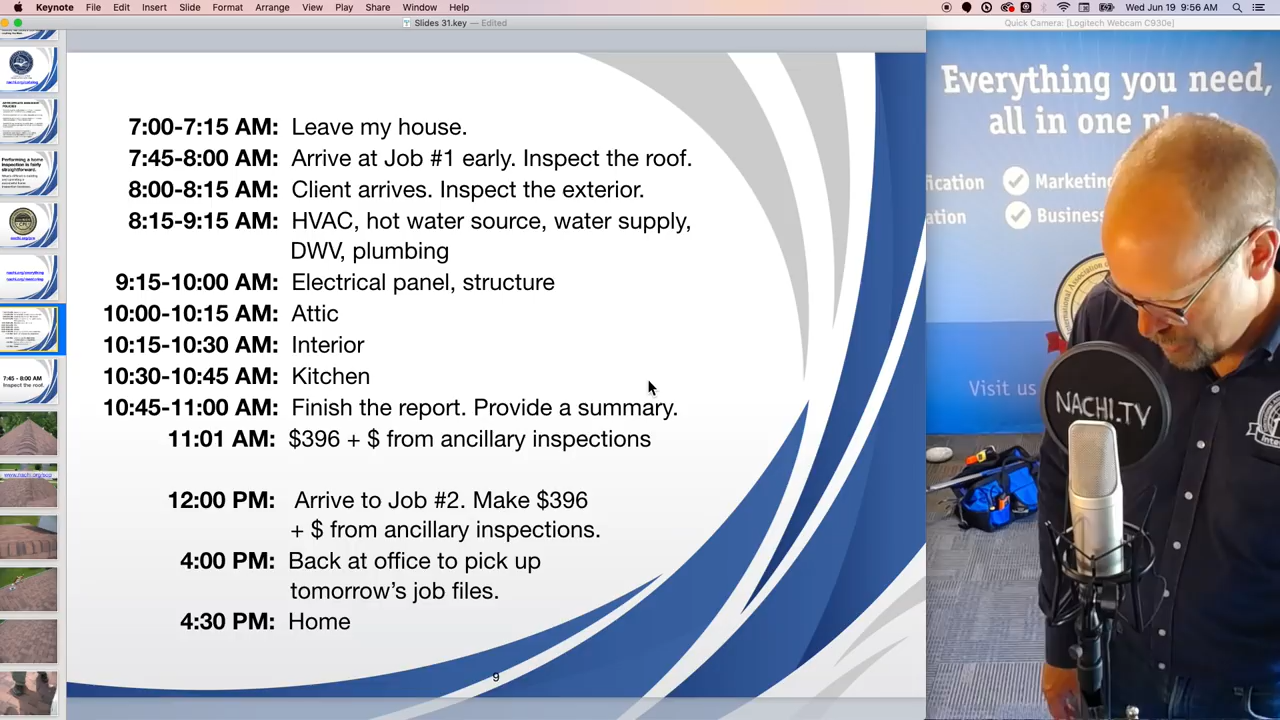 Keynote File Edit Insert Slide Format Arrange View Play Share Window Help Wed Jun 19 9:56 AM
Slides 31.key — Edited
Quick Camera: [Logitech Webcam C930e]
7:00-7:15 AM: Leave my house.
7:45-8:00 AM: Arrive at Job #1 early. Inspect the roof.
8:00-8:15 AM: Client arrives. Inspect the exterior.
8:15-9:15 AM: HVAC, hot water source, water supply,
DWV, plumbing
9:15-10:00 AM: Electrical panel, structure
10:00-10:15 AM: Attic
10:15-10:30 AM: Interior
10:30-10:45 AM: Kitchen
10:45-11:00 AM: Finish the report. Provide a summary.
11:01 AM: $396 + $ from ancillary inspections
12:00 PM: Arrive to Job #2. Make $396
+ $ from ancillary inspections.
4:00 PM: Back at office to pick up
tomorrow's job files.
4:30 PM: Home
9
Performing a home
inspection is fairly
straightforward.
7:45 - 8:00 AM
Inspect the roof.
Everything you need,
all in one
Marketing
Business
Visit us
NACHI.TV